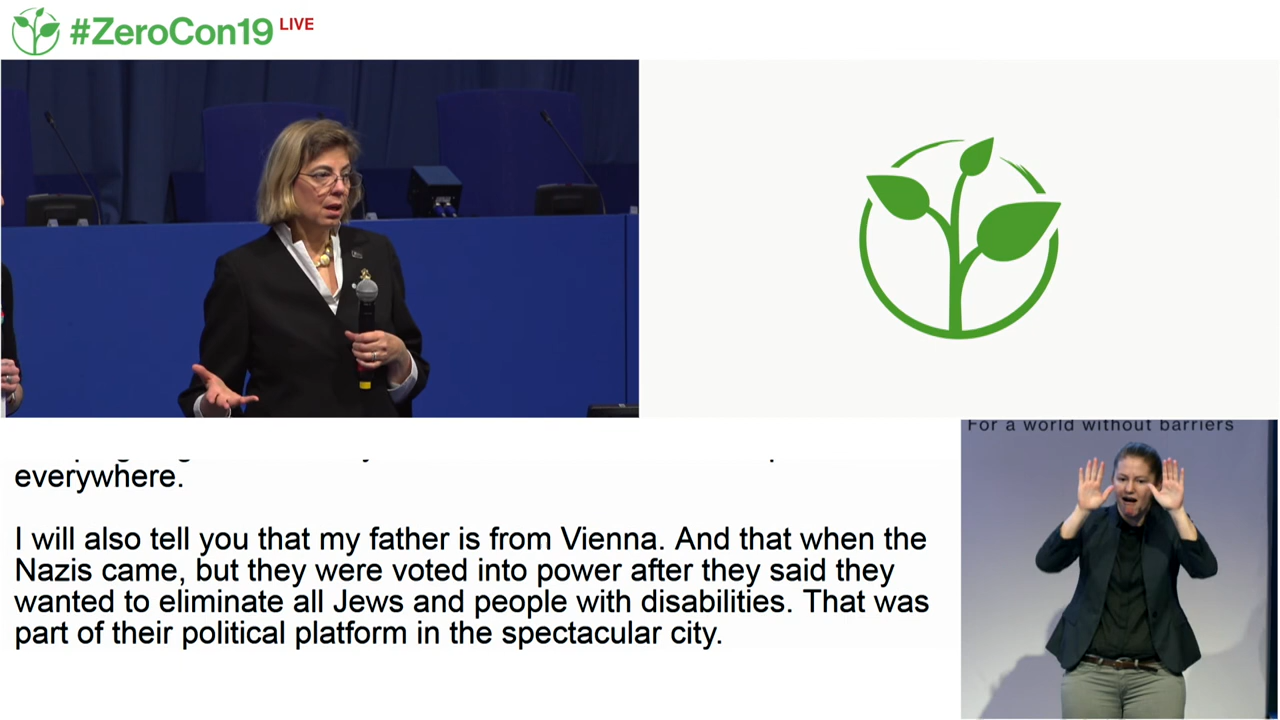 #ZeroCon19 LIVE
For a world without barriers
everywhere.
I will also tell you that my father is from Vienna. And that when the
Nazis came, but they were voted into power after they said they
wanted to eliminate all Jews and people with disabilities. That was
part of their political platform in the spectacular city.